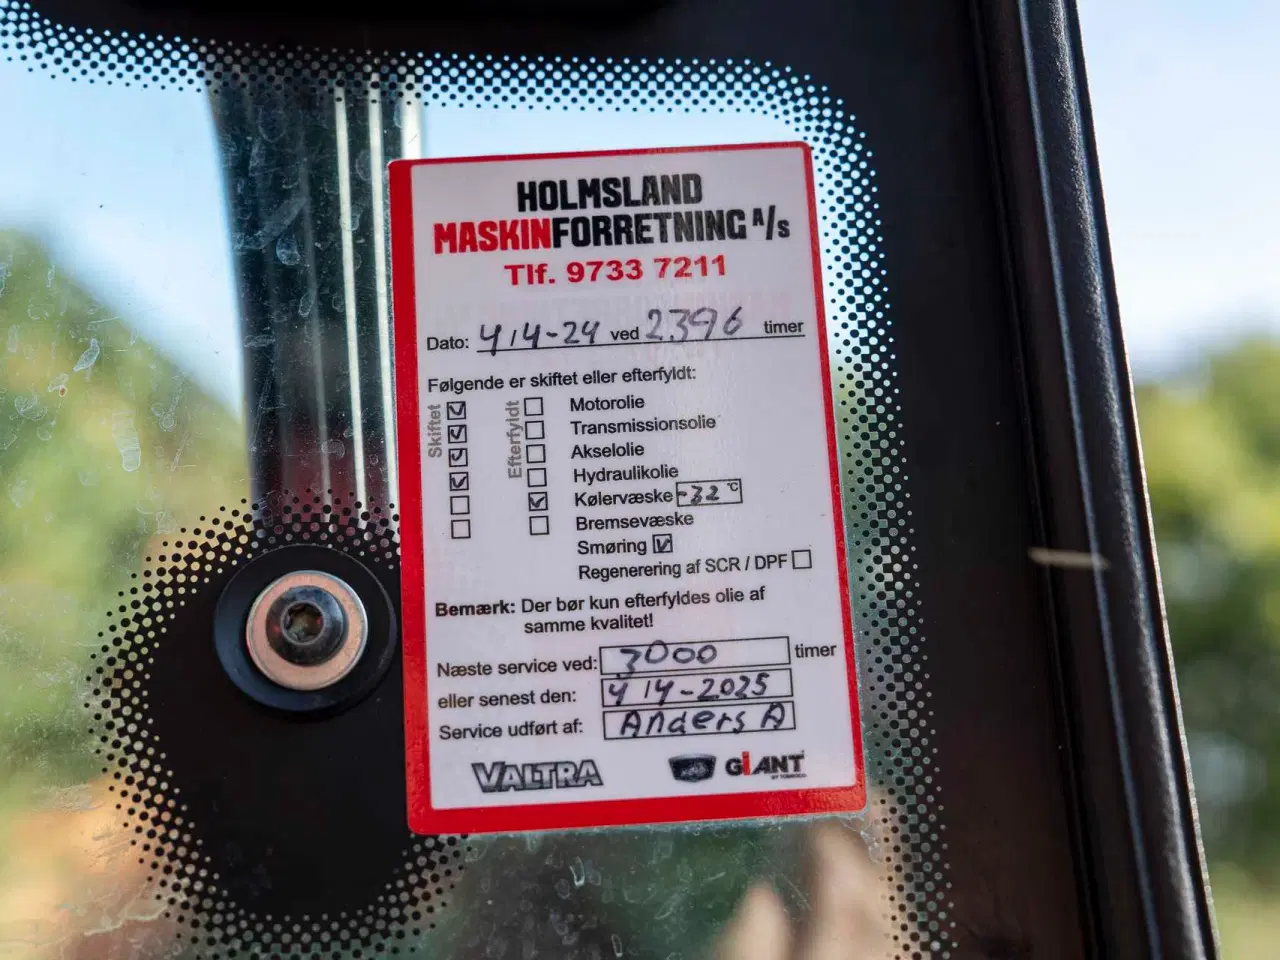 HOLMSLAND
MASKINFORRETNING A/S
Tlf. 9733 7211
Dato: 4/4-24 ved 2396 timer
Følgende er skiftet eller efterfyldt:
Skiftet
Efterfyldt
Motorolie
Transmissionsolie
Akselolie
Hydraulikolie
Kølervæske -32 °C
Bremsevæske
Smøring
Regenerering af SCR / DPF
Bemærk: Der bør kun efterfyldes olie af
samme kvalitet!
Næste service ved: 3000 timer
eller senest den: 4/4-2025
Service udført af: Anders A
VALTRA
GiANT